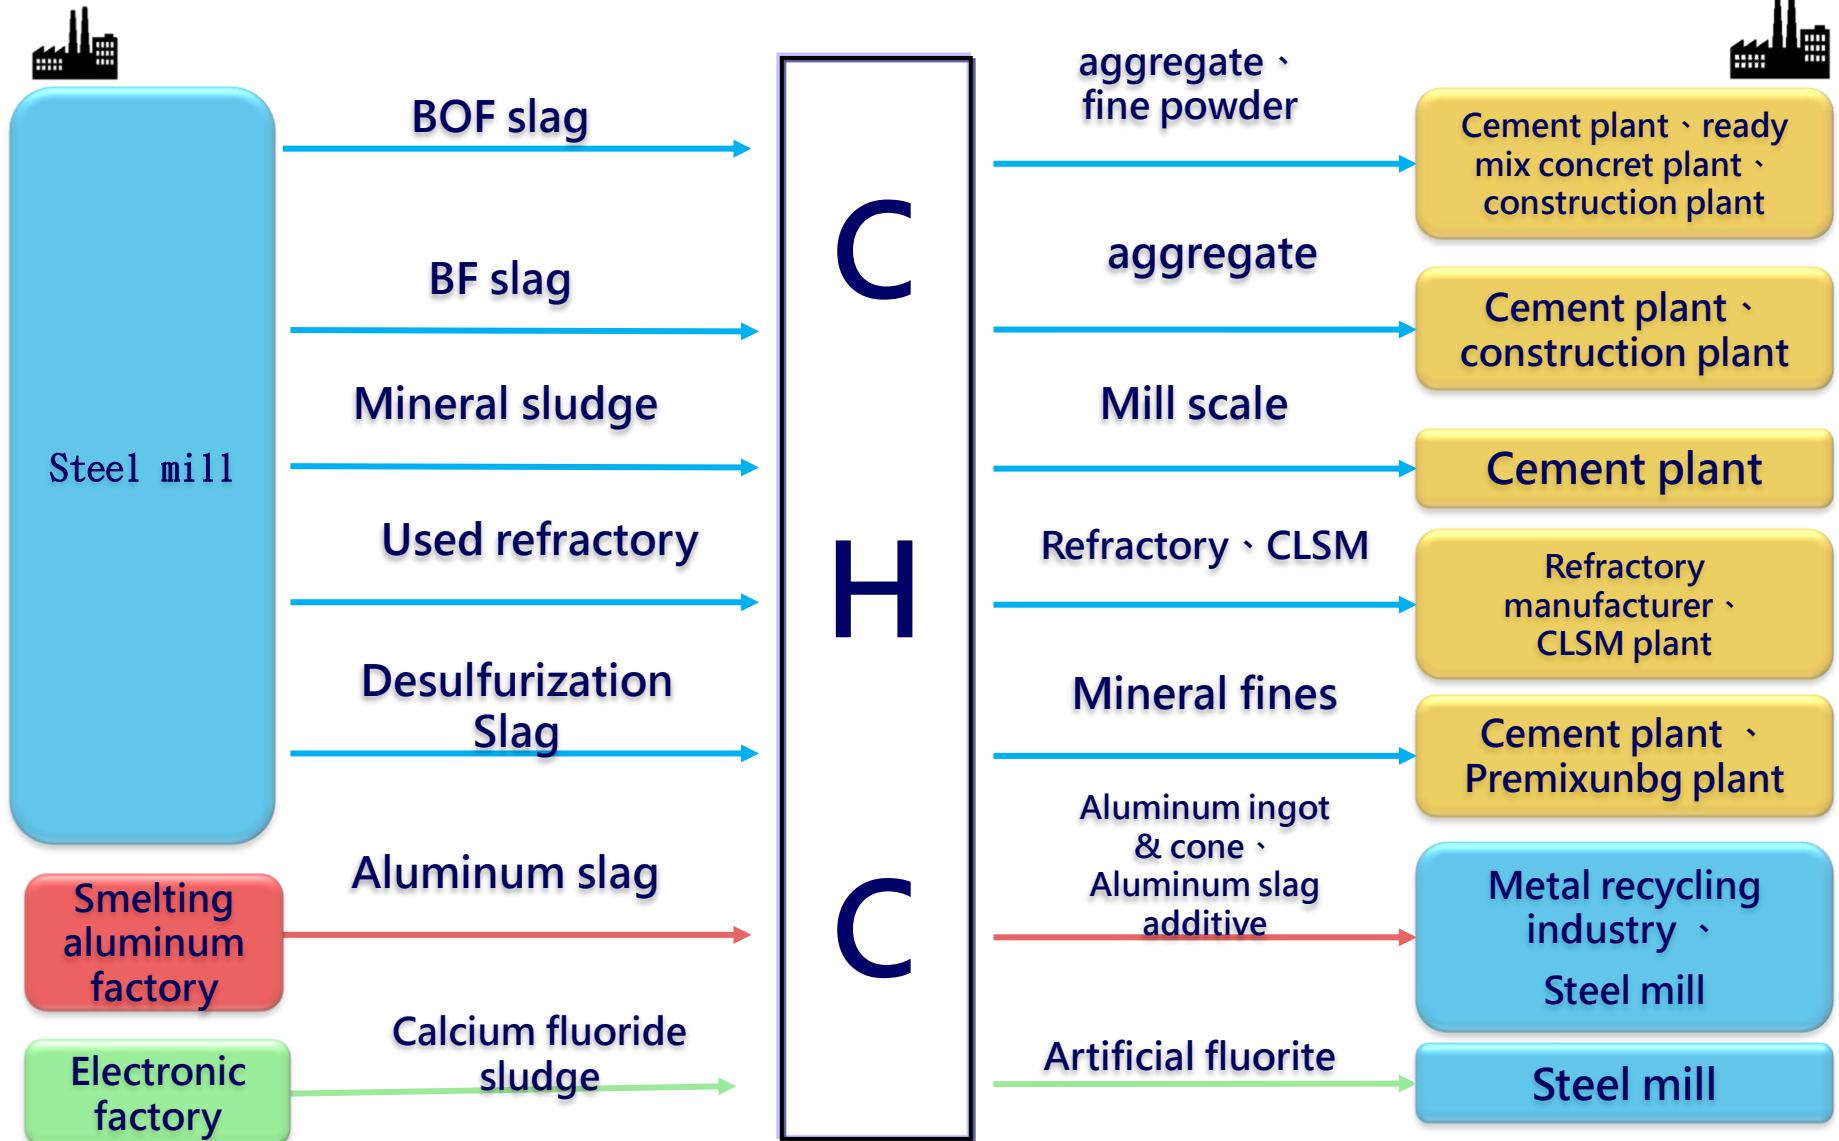 Steel mill
Smelting
aluminum
factory
Electronic
factory
BOF slag
BF slag
Mineral sludge
Used refractory
Desulfurization
Slag
Aluminum slag
Calcium fluoride
sludge
C
H
C
aggregate、
fine powder
aggregate
Mill scale
Refractory、CLSM
Mineral fines
Aluminum ingot
& cone、
Aluminum slag
additive
Artificial fluorite
Cement plant、ready
mix concret plant、
construction plant
Cement plant、
construction plant
Cement plant
Refractory
manufacturer、
CLSM plant
Cement plant 、
Premixunbg plant
Metal recycling
industry 、
Steel mill
Steel mill